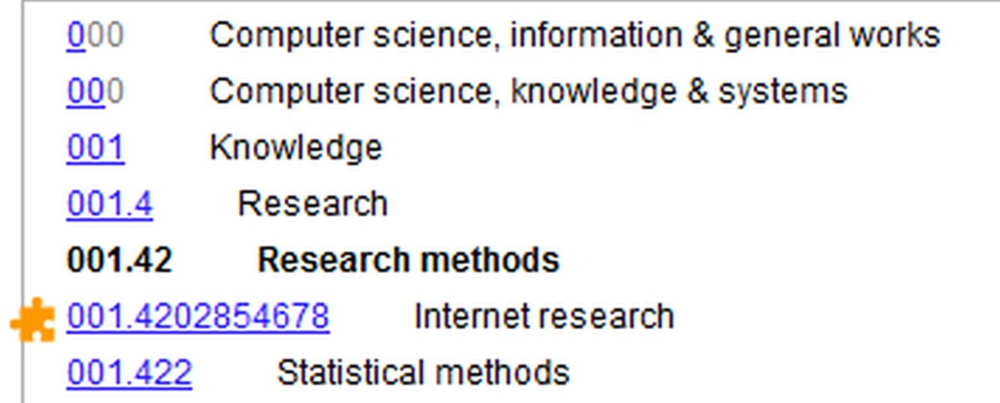 000 Computer science, information & general works
000 Computer science, knowledge & systems
001 Knowledge
001.4 Research
001.42 Research methods
001.4202854678 Internet research
001.422 Statistical methods